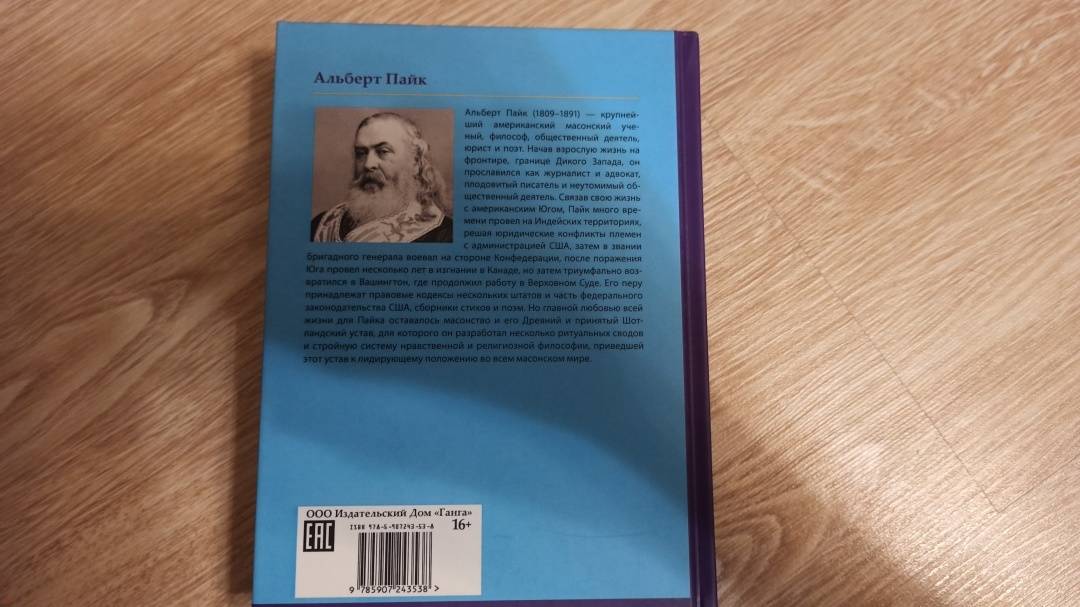 Альберт Пайк
Альберт Пайк (1809–1891) — крупней-
ший американский масонский уче-
ный, философ, общественный деятель,
юрист и поэт. Начав взрослую жизнь на
фронтире, границе Дикого Запада, он
прославился как журналист и адвокат,
плодовитый писатель и неутомимый об-
щественный деятель. Связав свою жизнь
с американским Югом, Пайк много вре-
мени провел на Индейских территориях,
решая юридические конфликты племен
с администрацией США, затем в звании
бригадного генерала воевал на стороне Конфедерации, после поражения
Юга провел несколько лет в изгнании в Канаде, но затем триумфально воз-
вратился в Вашингтон, где продолжил работу в Верховном Суде. Его перу
принадлежат правовые кодексы нескольких штатов и часть федерального
законодательства США, сборники стихов и поэм. Но главной любовью всей
жизни для Пайка оставалось масонство и его Древний и принятый Шот-
ландский устав, для которого он разработал несколько ритуальных сводов
и стройную систему нравственной и религиозной философии, приведшей
этот устав к лидирующему положению во всем масонском мире.
ООО Издательский Дом «Ганга»
ISBN 978-5-907243-53-8
16+
EAC
9 785907 243538 >